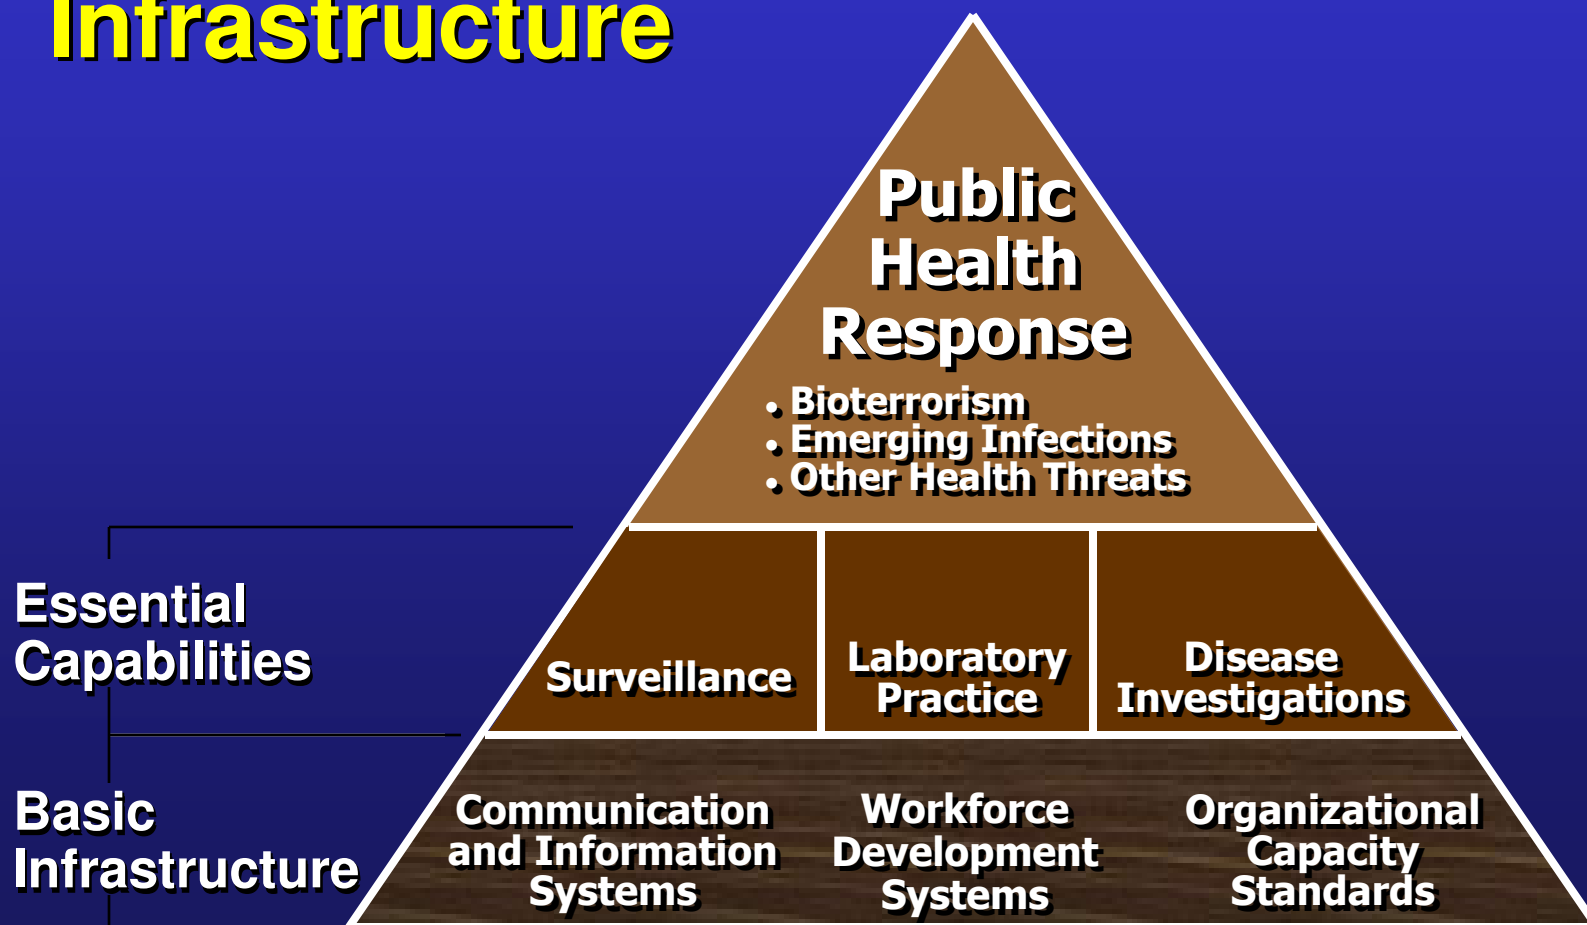 Infrastructure
Public
Health
Response
• Bioterrorism
• Emerging Infections
• Other Health Threats
Essential
Capabilities
Surveillance
Laboratory
Practice
Disease
Investigations
Basic
Infrastructure
Communication
and Information
Systems
Workforce
Development
Systems
Organizational
Capacity
Standards